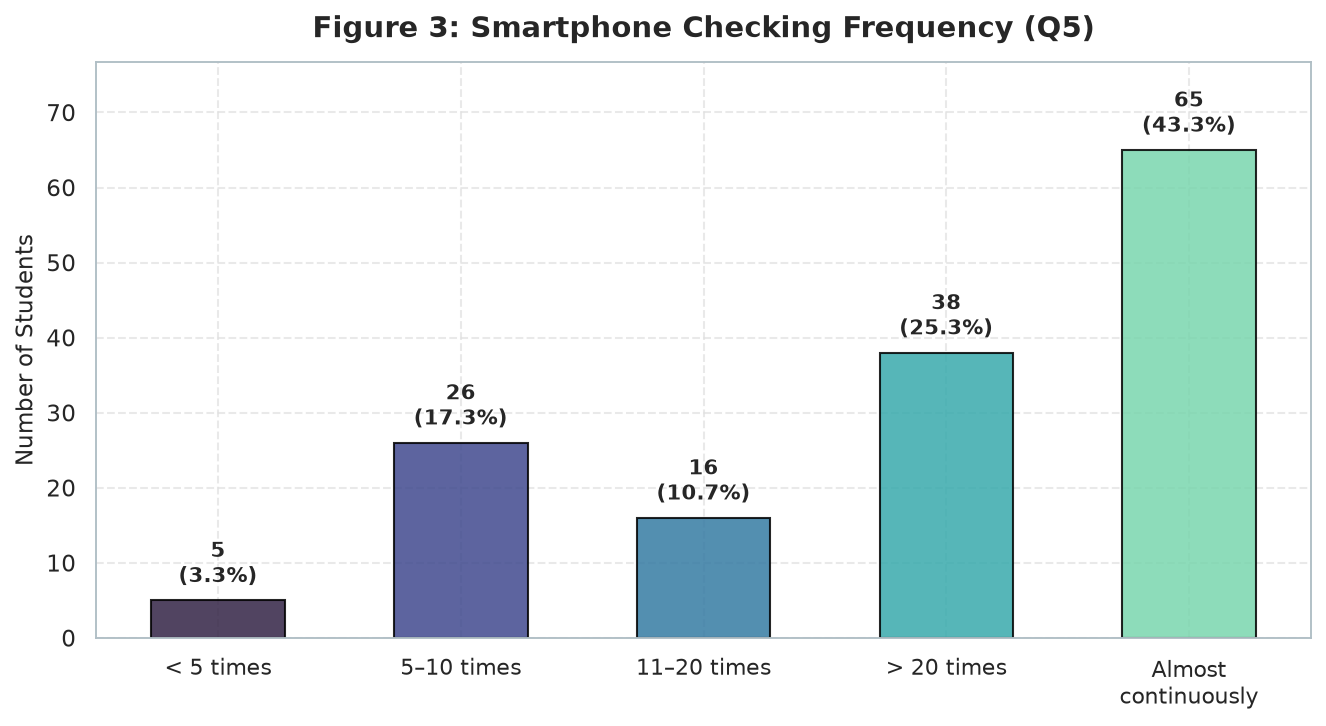 Figure 3: Smartphone Checking Frequency (Q5)
Number of Students
70
60
50
40
30
20
10
0
5
(3.3%)
26
(17.3%)
16
(10.7%)
38
(25.3%)
65
(43.3%)
< 5 times
5–10 times
11–20 times
> 20 times
Almost
continuously